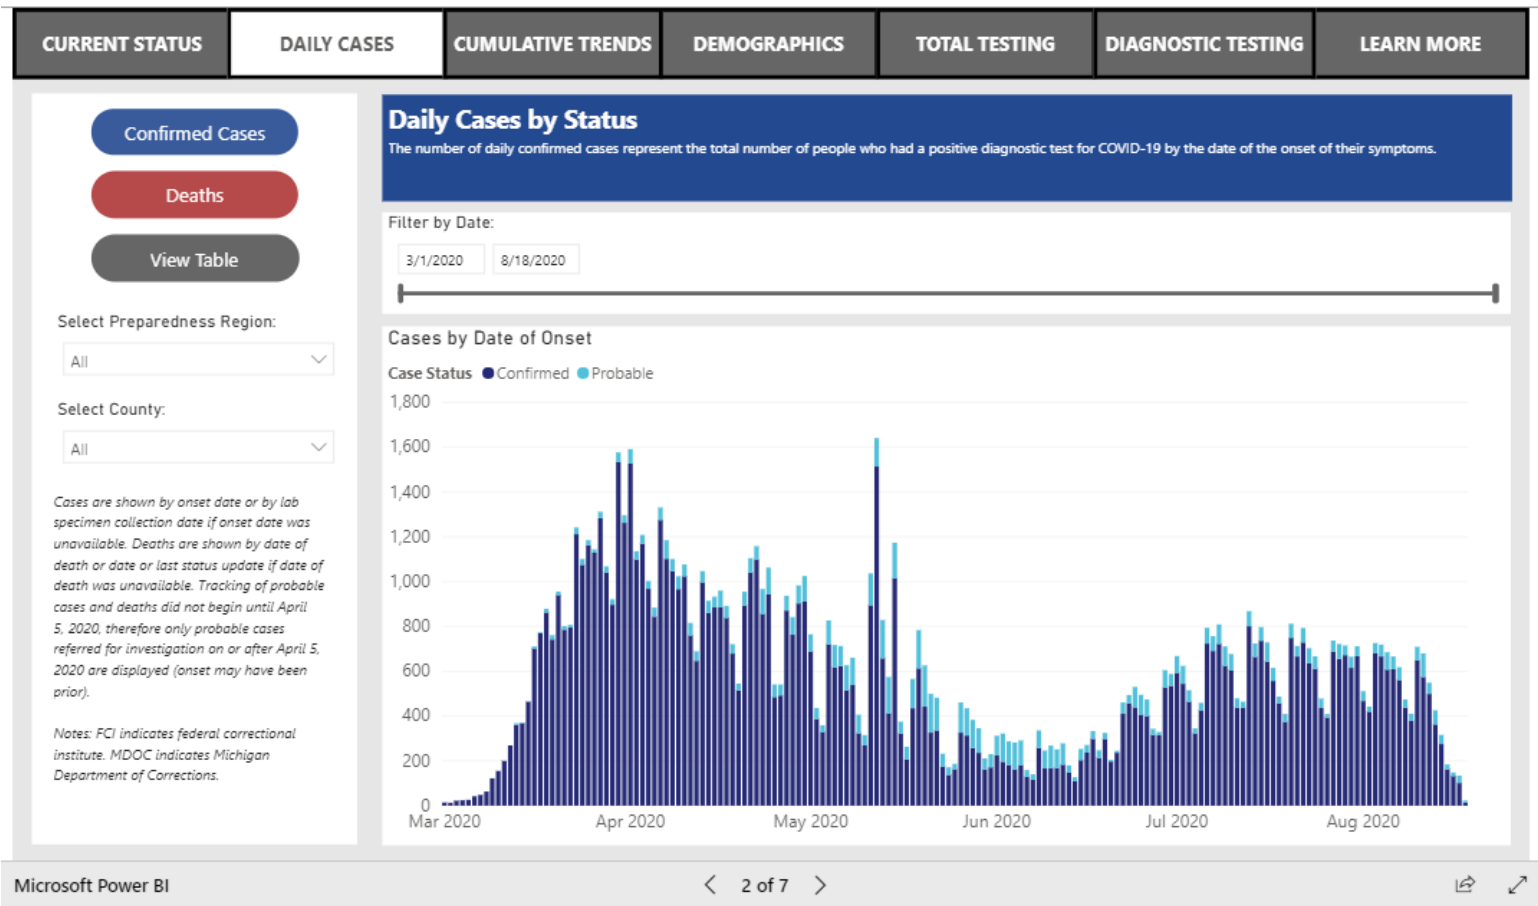 CURRENT STATUS
DAILY CASES
CUMULATIVE TRENDS
DEMOGRAPHICS
TOTAL TESTING
DIAGNOSTIC TESTING
LEARN MORE
Confirmed Cases
Deaths
View Table
Select Preparedness Region:
All
Select County:
All
Cases are shown by onset date or by lab
specimen collection date if onset date was
unavailable. Deaths are shown by date of
death or date or last status update if date of
death was unavailable. Tracking of probable
cases and deaths did not begin until April
5, 2020, therefore only probable cases
referred for investigation on or after April 5,
2020 are displayed (onset may have been
prior).
Notes: FCI indicates federal correctional
institute. MDOC indicates Michigan
Department of Corrections.
Daily Cases by Status
The number of daily confirmed cases represent the total number of people who had a positive diagnostic test for COVID-19 by the date of the onset of their symptoms.
Filter by Date:
3/1/2020 8/18/2020
Cases by Date of Onset
Case Status Confirmed Probable
1,800
1,600
1,400
1,200
1,000
800
600
400
200
0
Mar 2020 Apr 2020 May 2020 Jun 2020 Jul 2020 Aug 2020
Microsoft Power BI
2 of 7